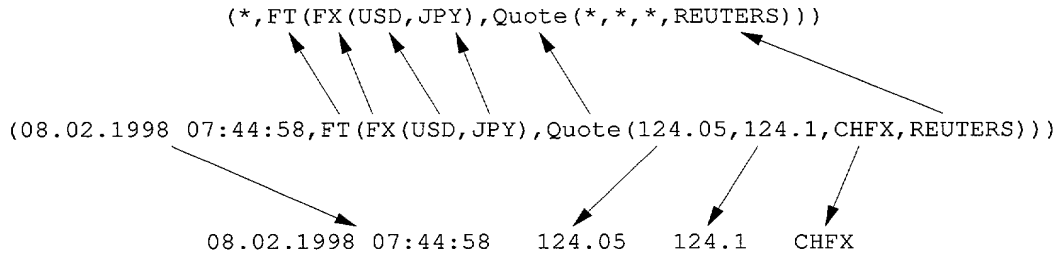 (*,FT(FX(USD,JPY),Quote(*,*,*,REUTERS)))
(08.02.1998 07:44:58,FT(FX(USD,JPY),Quote(124.05,124.1,CHFX,REUTERS)))
08.02.1998 07:44:58 124.05 124.1 CHFX